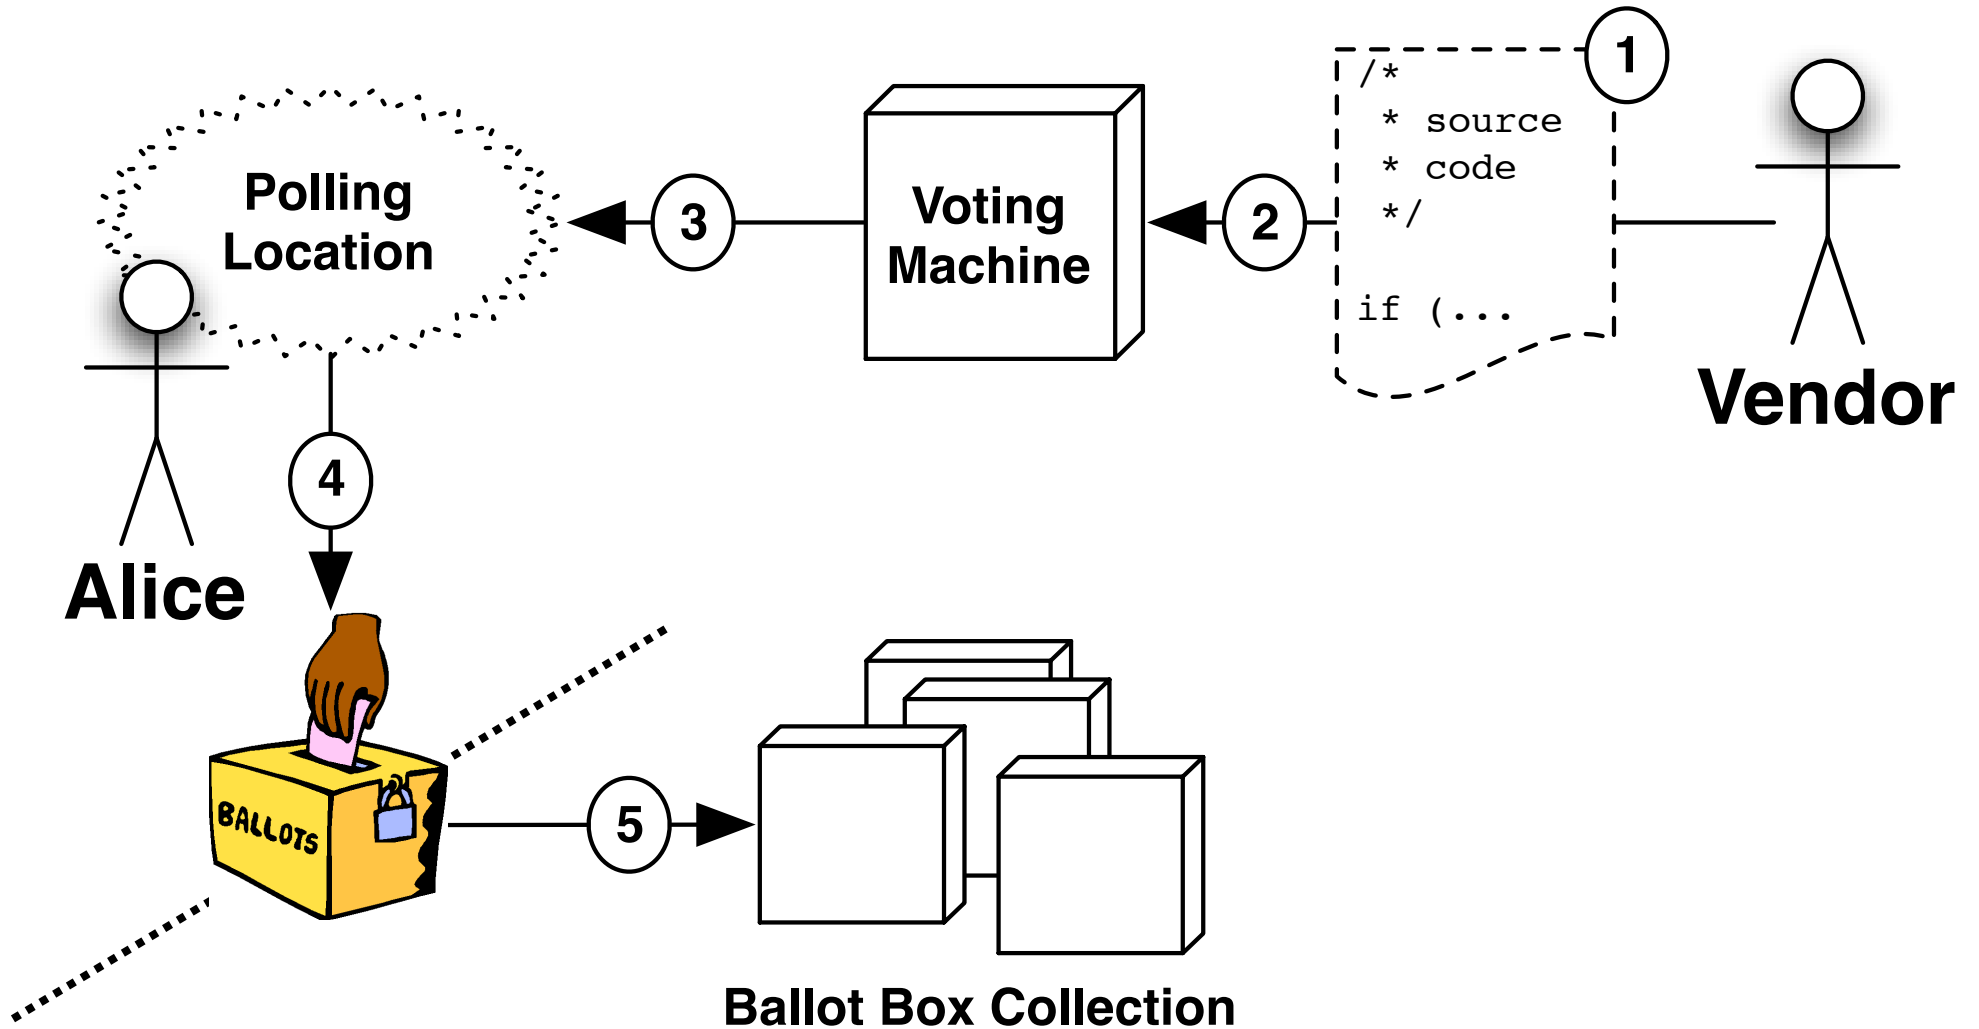 1
/*
* source
* code
*/
if (...
Vendor
2
Voting
Machine
3
Polling
Location
Alice
4
BALLOTS
5
Ballot Box Collection